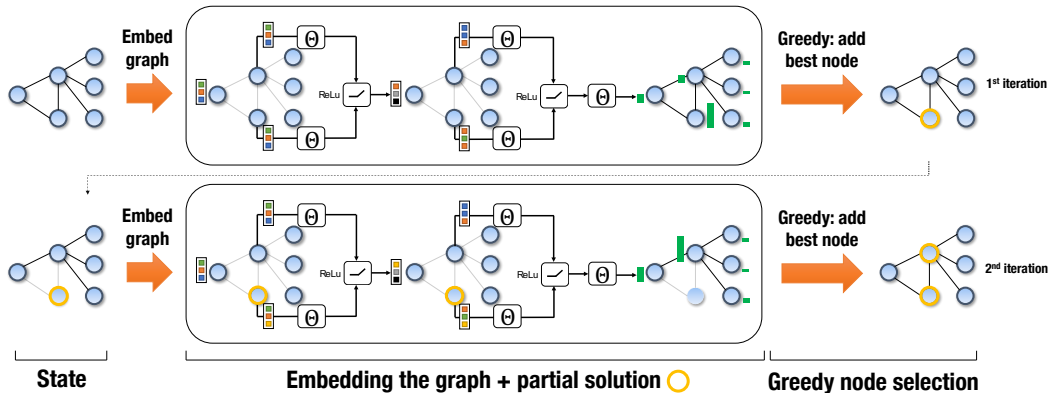 Embed
graph
Θ
Θ
ReLu
Θ
Θ
ReLu
Θ
Greedy: add
best node
1st iteration
Embed
graph
Θ
Θ
ReLu
Θ
Θ
ReLu
Θ
Greedy: add
best node
2nd iteration
State
Embedding the graph + partial solution
Greedy node selection